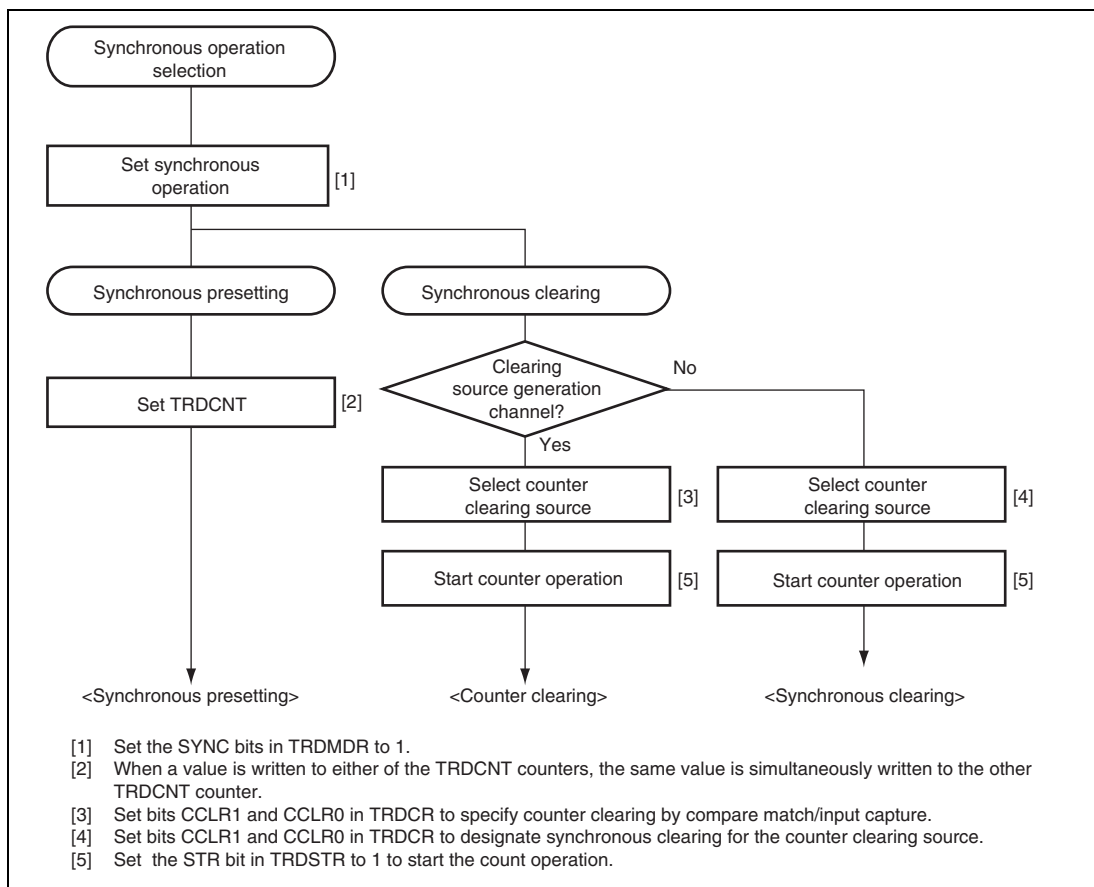 Synchronous operation
selection
Set synchronous
operation
[1]
Synchronous presetting
Synchronous clearing
Clearing
source generation
channel?
No
Yes
Set TRDCNT
[2]
Select counter
clearing source
[3]
Select counter
clearing source
[4]
Start counter operation
[5]
Start counter operation
[5]
<Synchronous presetting>
<Counter clearing>
<Synchronous clearing>
[1] Set the SYNC bits in TRDMDR to 1.
[2] When a value is written to either of the TRDCNT counters, the same value is simultaneously written to the other
TRDCNT counter.
[3] Set bits CCLR1 and CCLR0 in TRDCR to specify counter clearing by compare match/input capture.
[4] Set bits CCLR1 and CCLR0 in TRDCR to designate synchronous clearing for the counter clearing source.
[5] Set the STR bit in TRDSTR to 1 to start the count operation.